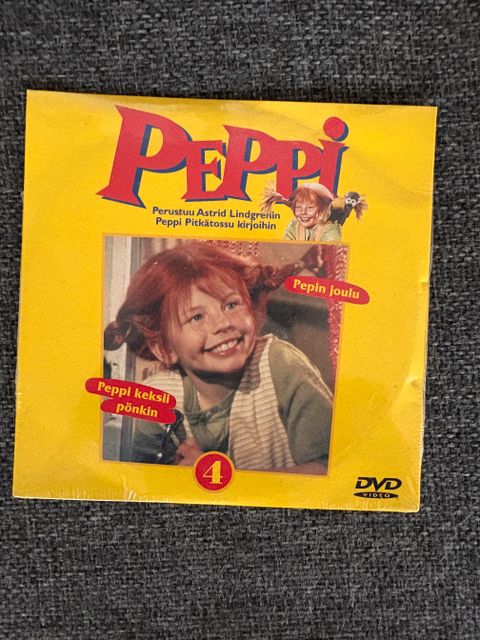 PEPPI
Perustuu Astrid Lindgrenin
Peppi Pitkätossu kirjoihin
Pepin joulu
Peppi keksii
pönkin
4
DVD
VIDEO